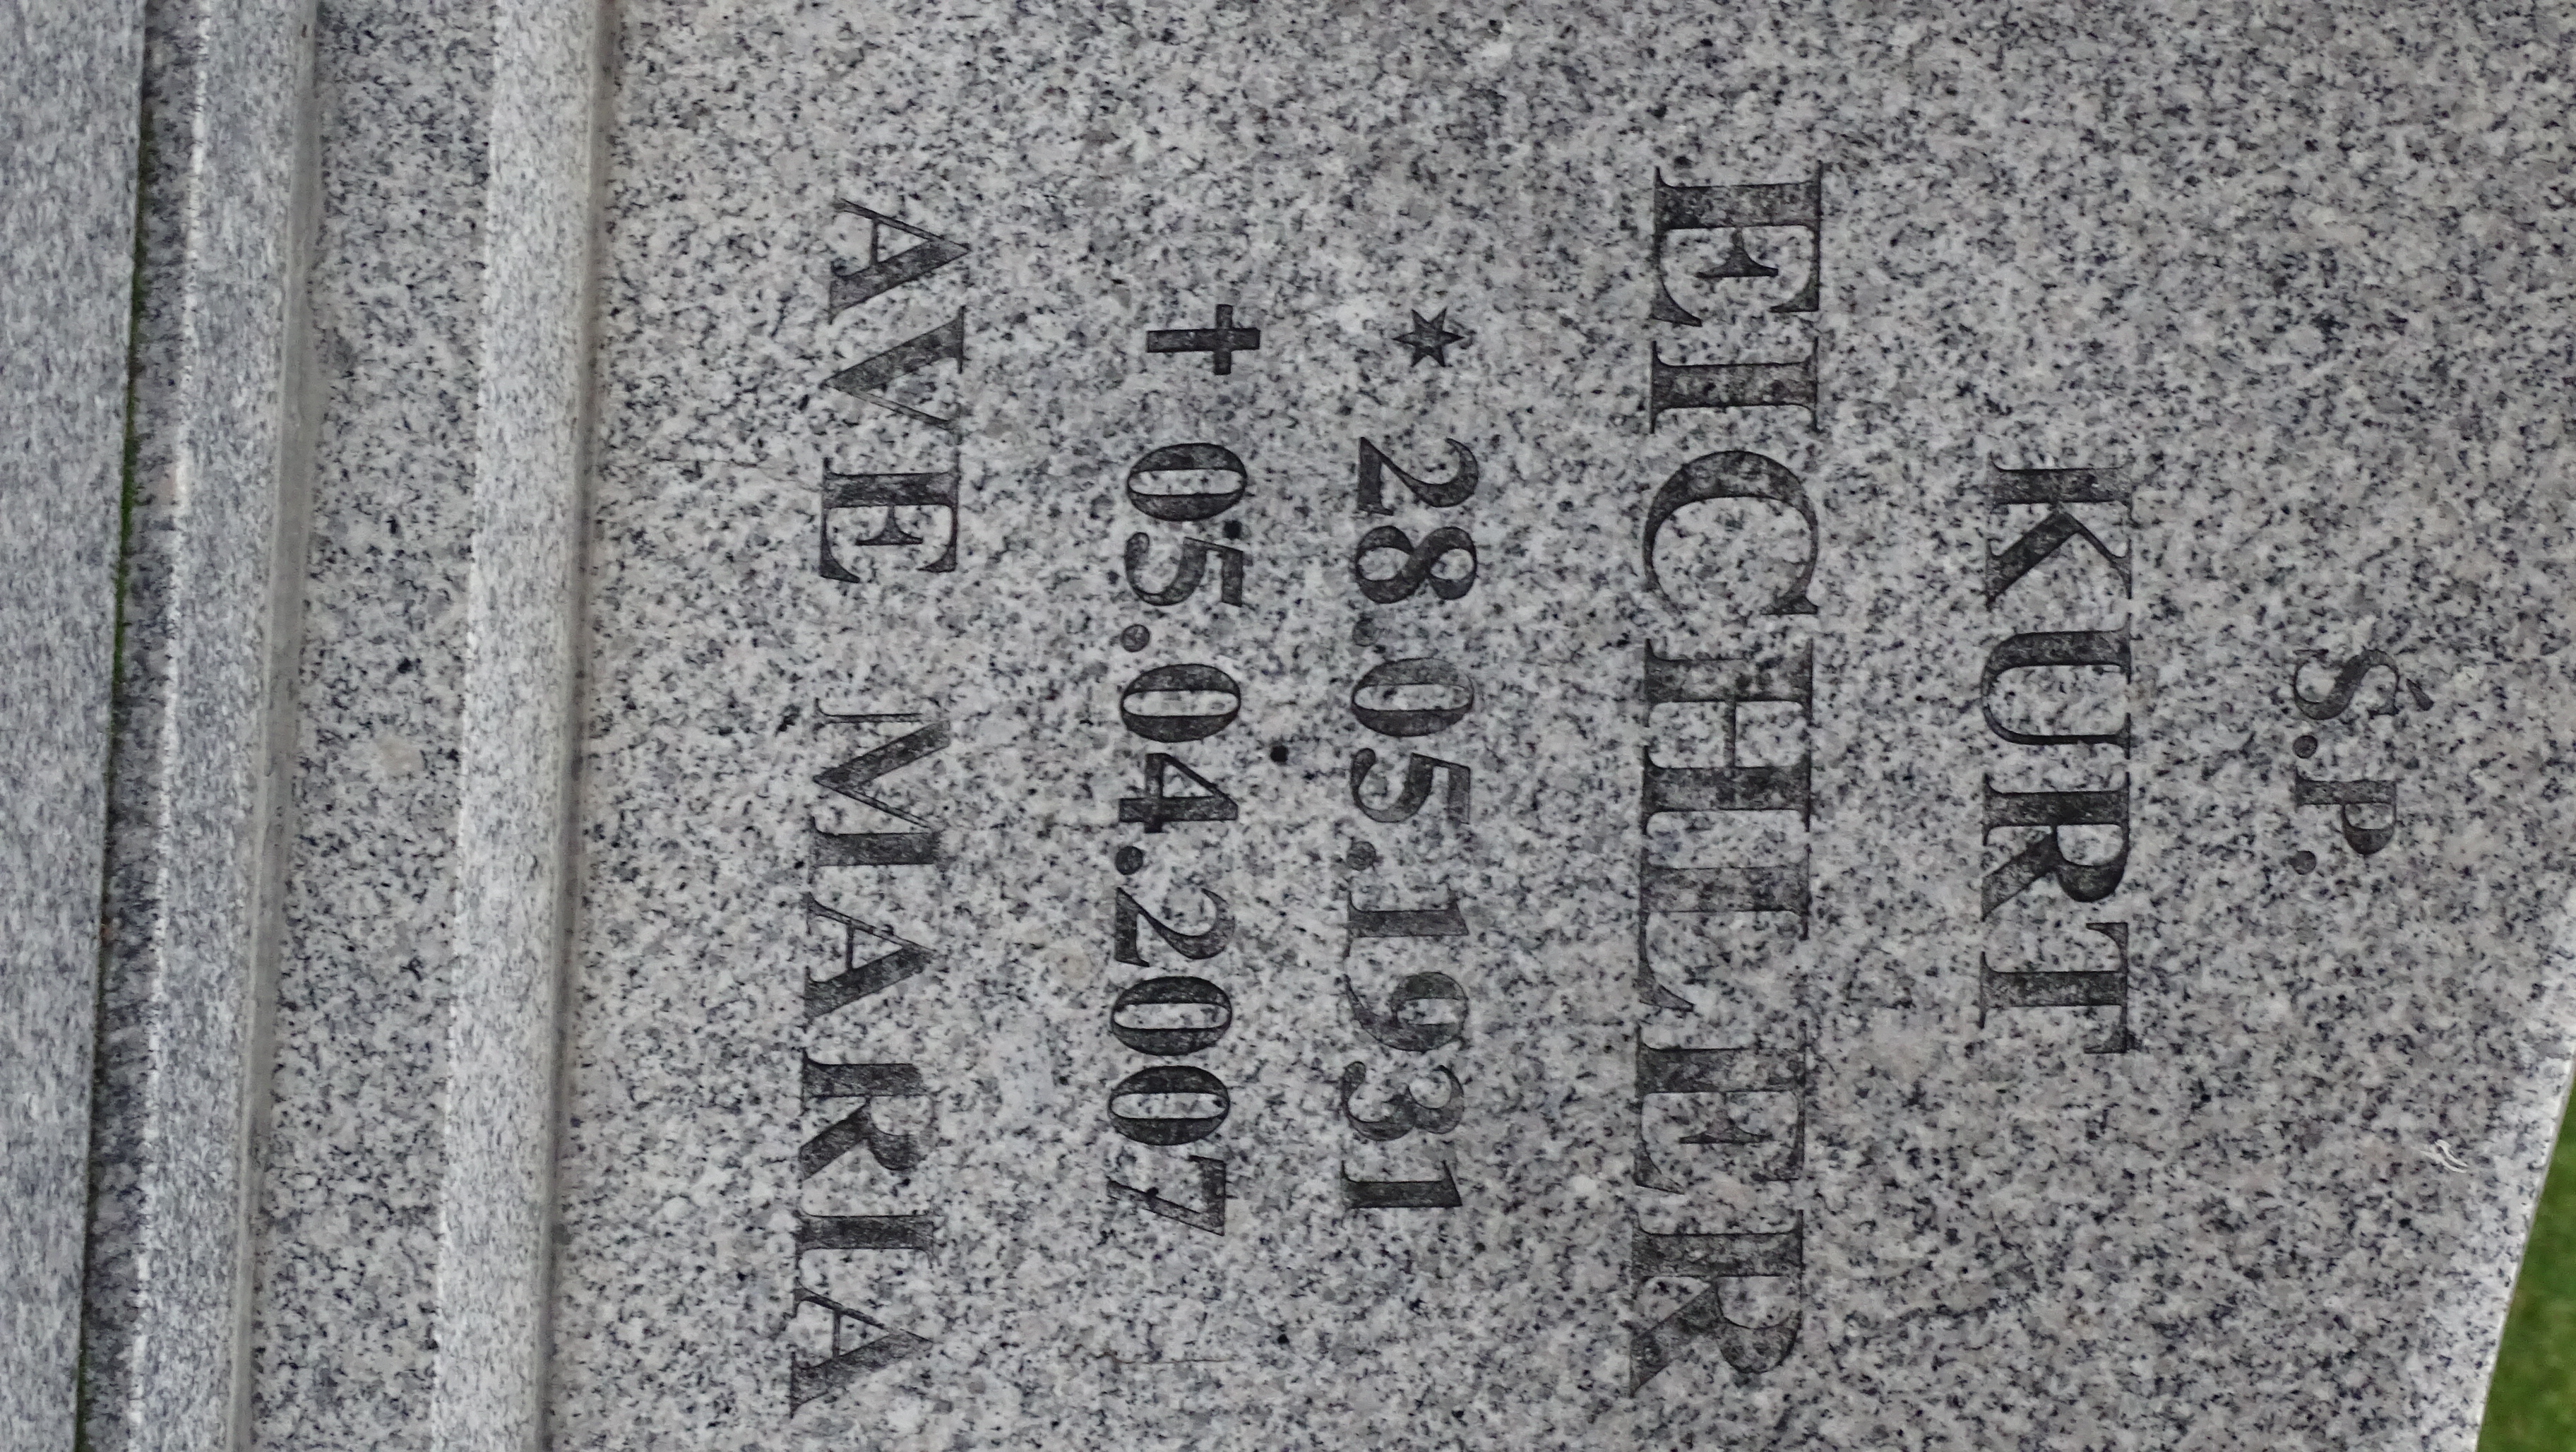 Ś.P.
KURT
EICHLER
* 28.05.1931
✝ 05.04.2007
AVE MARIA